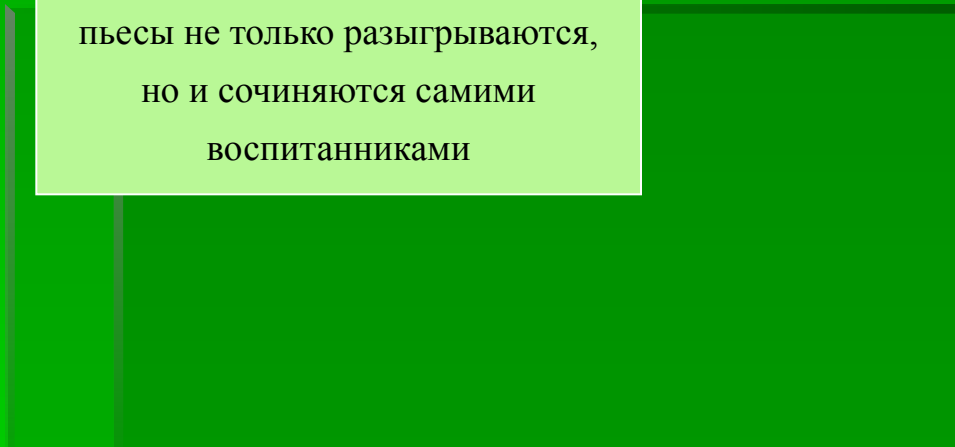 пьесы не только разыгрываются,
но и сочиняются самими
воспитанниками